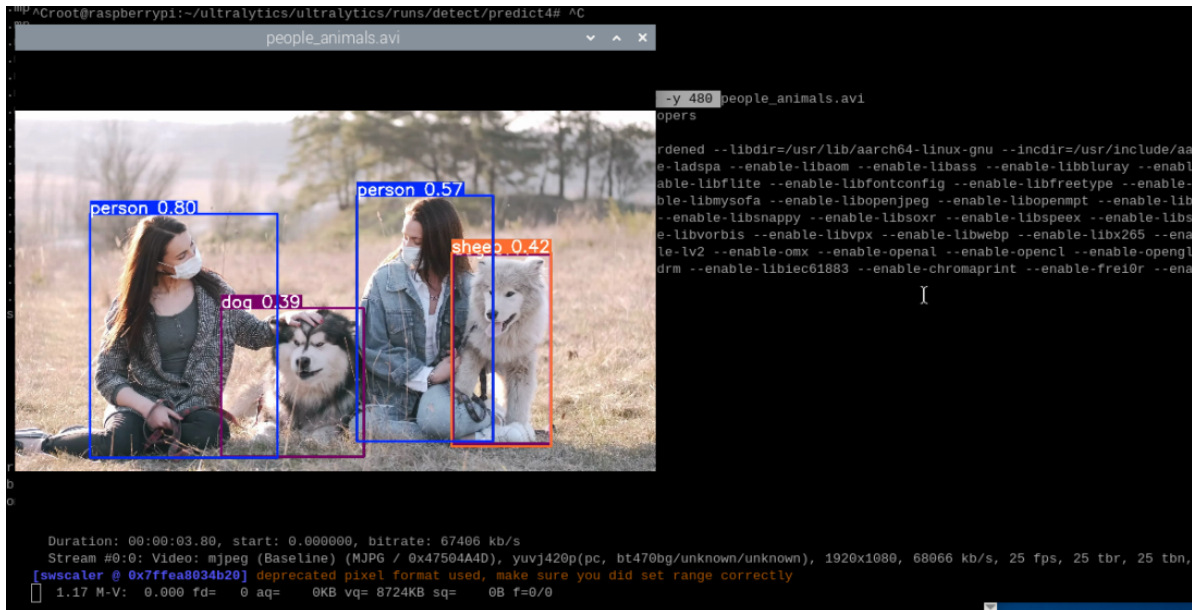 ^Croot@raspberrypi:~/ultralytics/ultralytics/runs/detect/predict4# ^C
people_animals.avi
-y 480 people_animals.avi
opers
rdened --libdir=/usr/lib/aarch64-linux-gnu --incdir=/usr/include/aa
e-ladspa --enable-libaom --enable-libass --enable-libbluray --enabl
able-libflite --enable-libfontconfig --enable-libfreetype --enable-
ble-libmysofa --enable-libopenjpeg --enable-libopenmpt --enable-lib
--enable-libsnappy --enable-libsoxr --enable-libspeex --enable-libs
e-libvorbis --enable-libvpx --enable-libwebp --enable-libx265 --ena
le-lv2 --enable-omx --enable-openal --enable-opencl --enable-opengl
drm --enable-libiec61883 --enable-chromaprint --enable-frei0r --ena
person 0.80
person 0.57
sheep 0.42
dog 0.39
Duration: 00:00:03.80, start: 0.000000, bitrate: 67406 kb/s
Stream #0:0: Video: mjpeg (Baseline) (MJPG / 0x47504A4D), yuvj420p(pc, bt470bg/unknown/unknown), 1920x1080, 68066 kb/s, 25 fps, 25 tbr, 25 tbn,
[swscaler @ 0x7ffea8034b20] deprecated pixel format used, make sure you did set range correctly
1.17 M-V: 0.000 fd= 0 aq= 0KB vq= 8724KB sq= 0B f=0/0